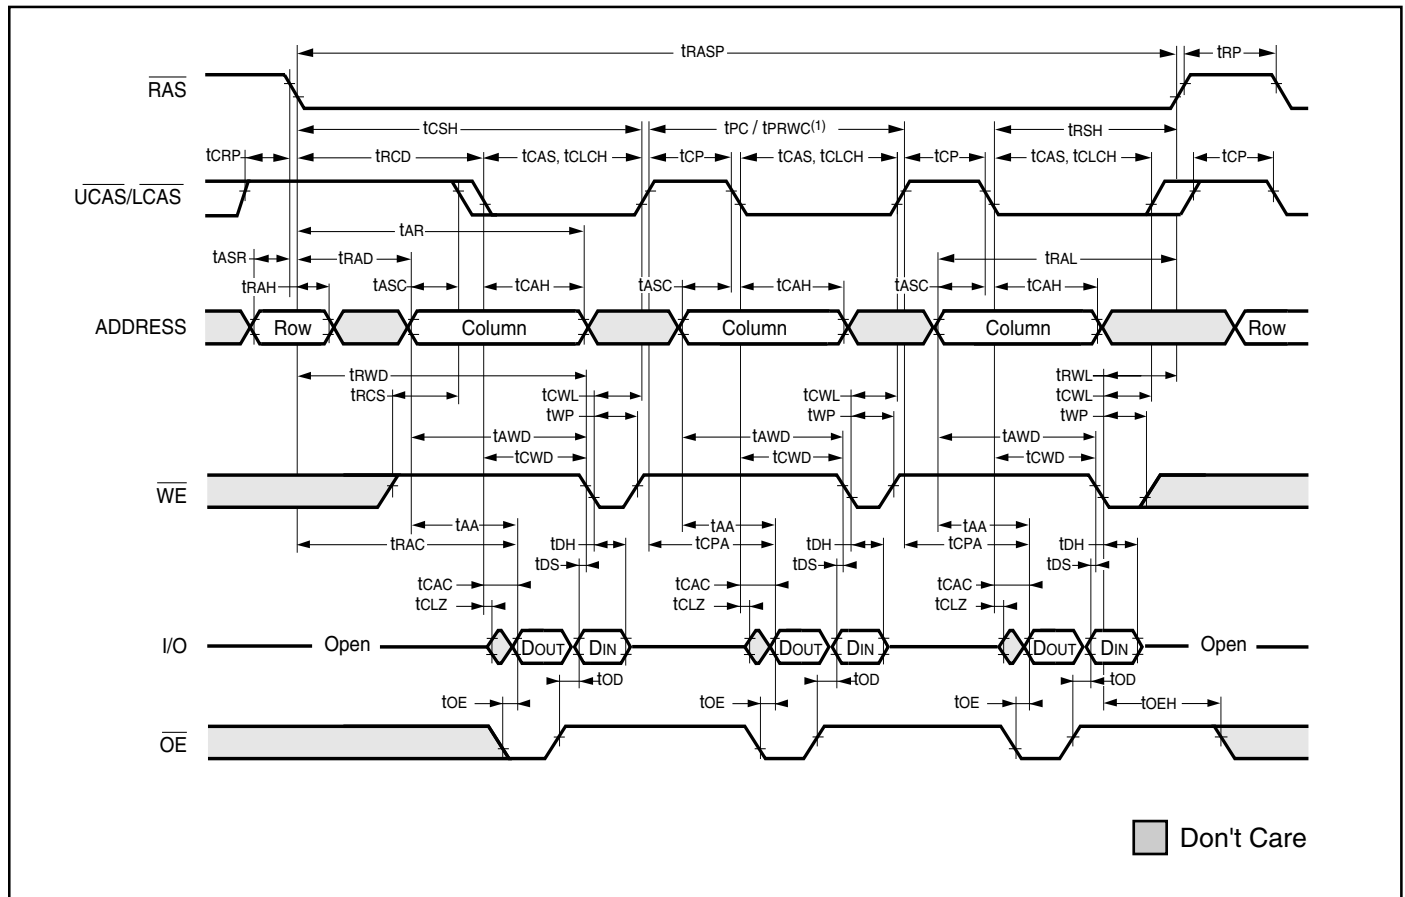 tRASP tRP
RAS
tCSH tPC / tPRWC(1) tRSH
tCRP tRCD tCAS, tCLCH tCP tCAS, tCLCH tCP tCAS, tCLCH tCP
UCAS/LCAS
tAR
tASR tRAD tRAL
tRAH tASC tCAH tASC tCAH tASC tCAH
ADDRESS Row Column Column Column Row
tRWD tRWL
tRCS tCWL tCWL tCWL
tWP tWP tWP
tAWD tAWD tAWD
tCWD tCWD tCWD
WE
tAA tAA tAA
tRAC tDH tCPA tDH tCPA tDH
tDS tDS tDS
tCAC tCAC tCAC
tCLZ tCLZ tCLZ
I/O Open DOUT DIN DOUT DIN DOUT DIN Open
tOD tOD tOD
tOE tOE tOE tOEH
OE
Don't Care